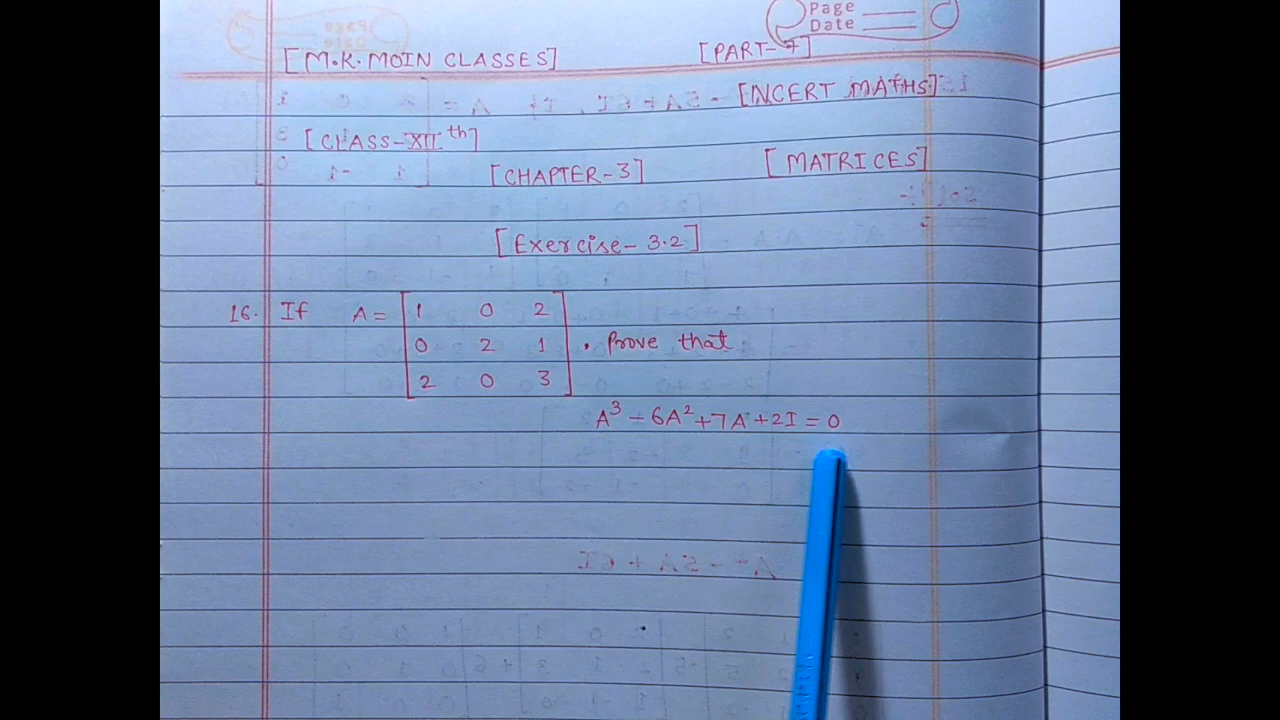 Page
Date
[M.K. MOIN CLASSES] [PART-7]
[NCERT MATHS]
[CLASS-XII th]
[CHAPTER-3] [MATRICES]
[Exercise-3.2]
16. If A = [1 0 2
0 2 1 . Prove that
2 0 3]
A³ - 6A² + 7A + 2I = 0